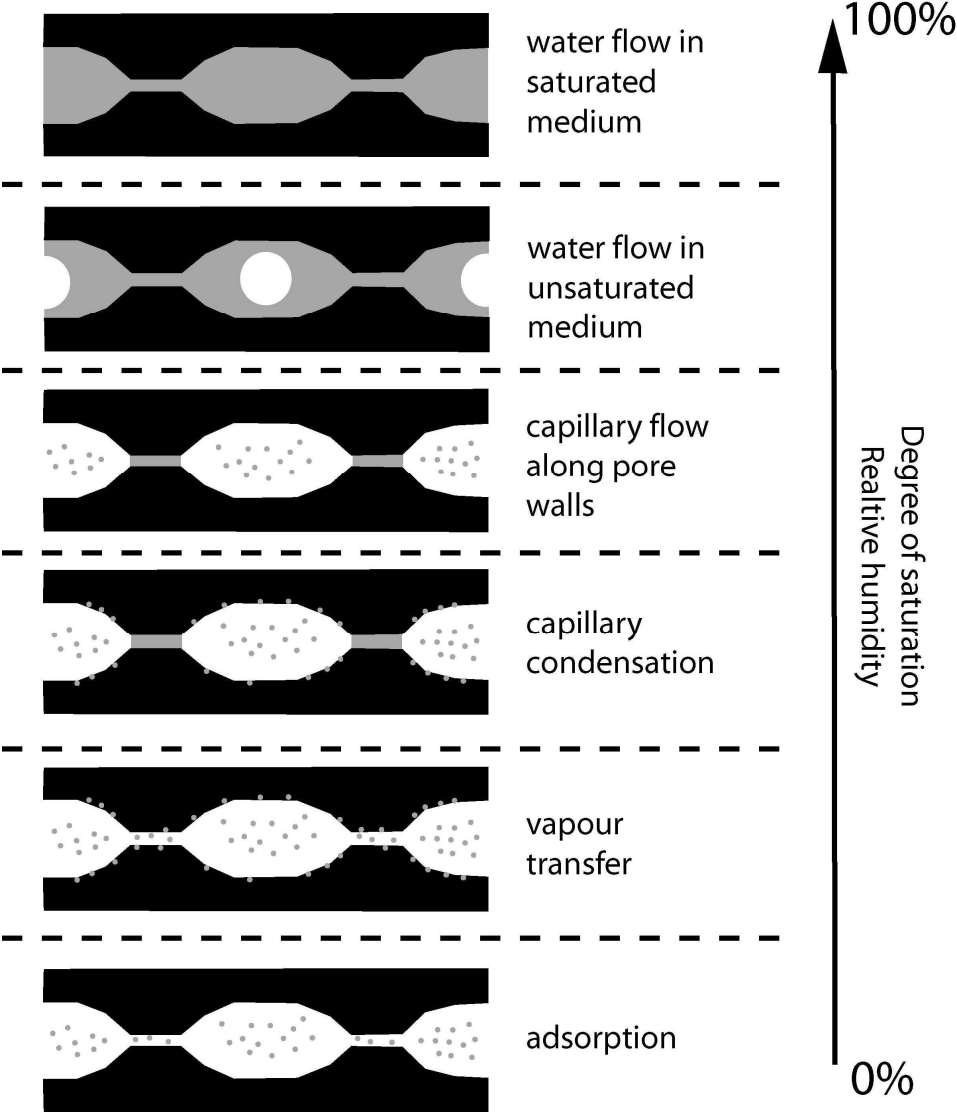 100%
water flow in
saturated
medium
water flow in
unsaturated
medium
capillary flow
along pore
walls
capillary
condensation
vapour
transfer
adsorption
Degree of saturation
Realtive humidity
0%